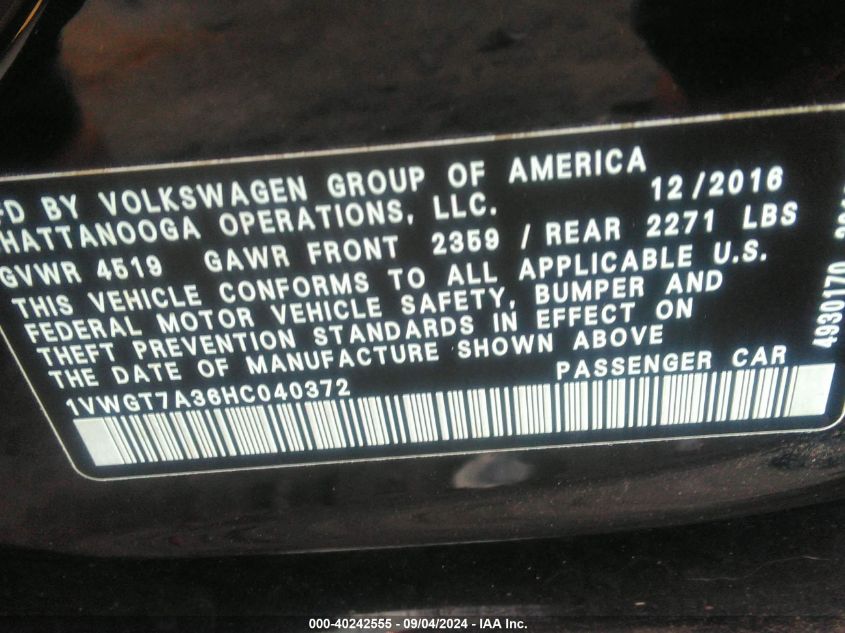 FD BY VOLKSWAGEN GROUP OF AMERICA
HATTANOOGA OPERATIONS, LLC. 12/2016
GVWR 4519 GAWR FRONT 2359 / REAR 2271 LBS
THIS VEHICLE CONFORMS TO ALL APPLICABLE U.S.
FEDERAL MOTOR VEHICLE SAFETY, BUMPER AND
THEFT PREVENTION STANDARDS IN EFFECT ON
THE DATE OF MANUFACTURE SHOWN ABOVE
1VWGT7A36HC040372 PASSENGER CAR
4930170
000-40242555 - 09/04/2024 - IAA Inc.